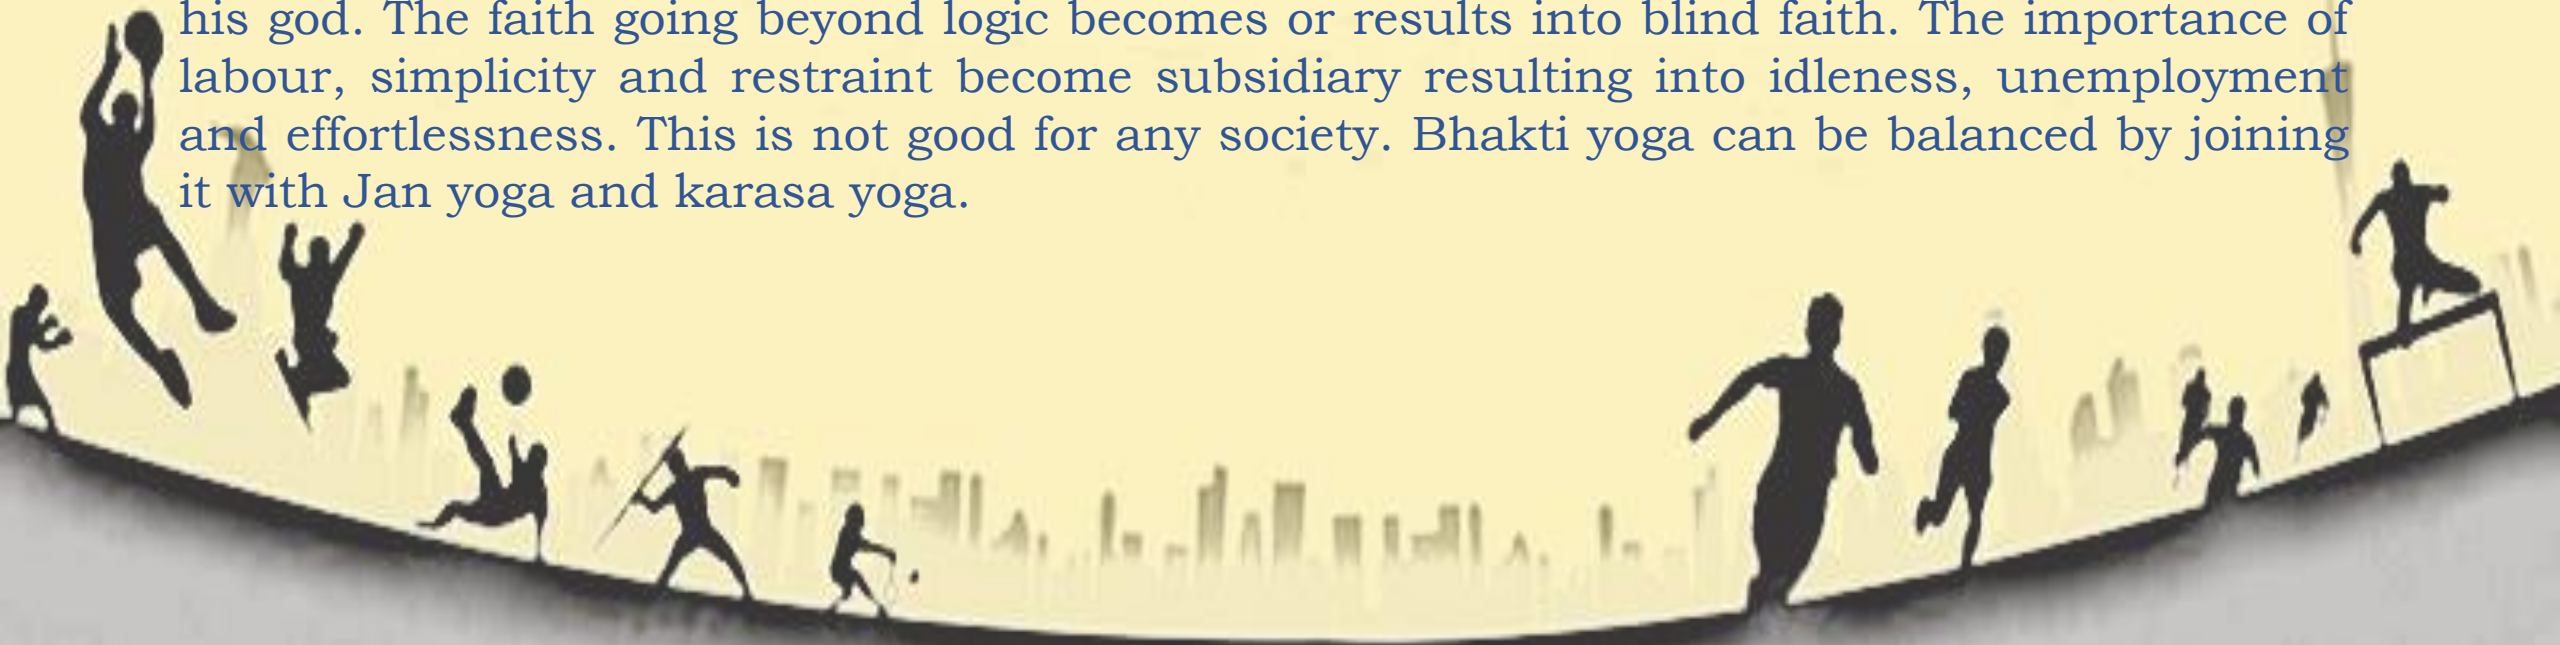 his god. The faith going beyond logic becomes or results into blind faith. The importance of
labour, simplicity and restraint become subsidiary resulting into idleness, unemployment
and effortlessness. This is not good for any society. Bhakti yoga can be balanced by joining
it with Jan yoga and karasa yoga.